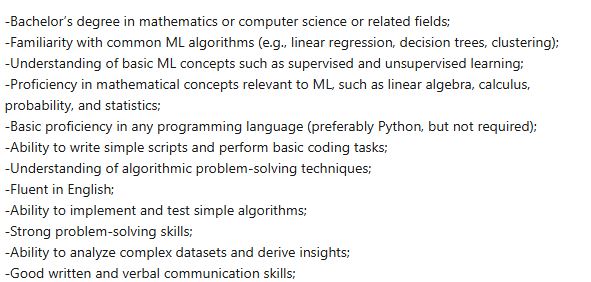 -Bachelor's degree in mathematics or computer science or related fields;
-Familiarity with common ML algorithms (e.g., linear regression, decision trees, clustering);
-Understanding of basic ML concepts such as supervised and unsupervised learning;
-Proficiency in mathematical concepts relevant to ML, such as linear algebra, calculus,
probability, and statistics;
-Basic proficiency in any programming language (preferably Python, but not required);
-Ability to write simple scripts and perform basic coding tasks;
-Understanding of algorithmic problem-solving techniques;
-Fluent in English;
-Ability to implement and test simple algorithms;
-Strong problem-solving skills;
-Ability to analyze complex datasets and derive insights;
-Good written and verbal communication skills;